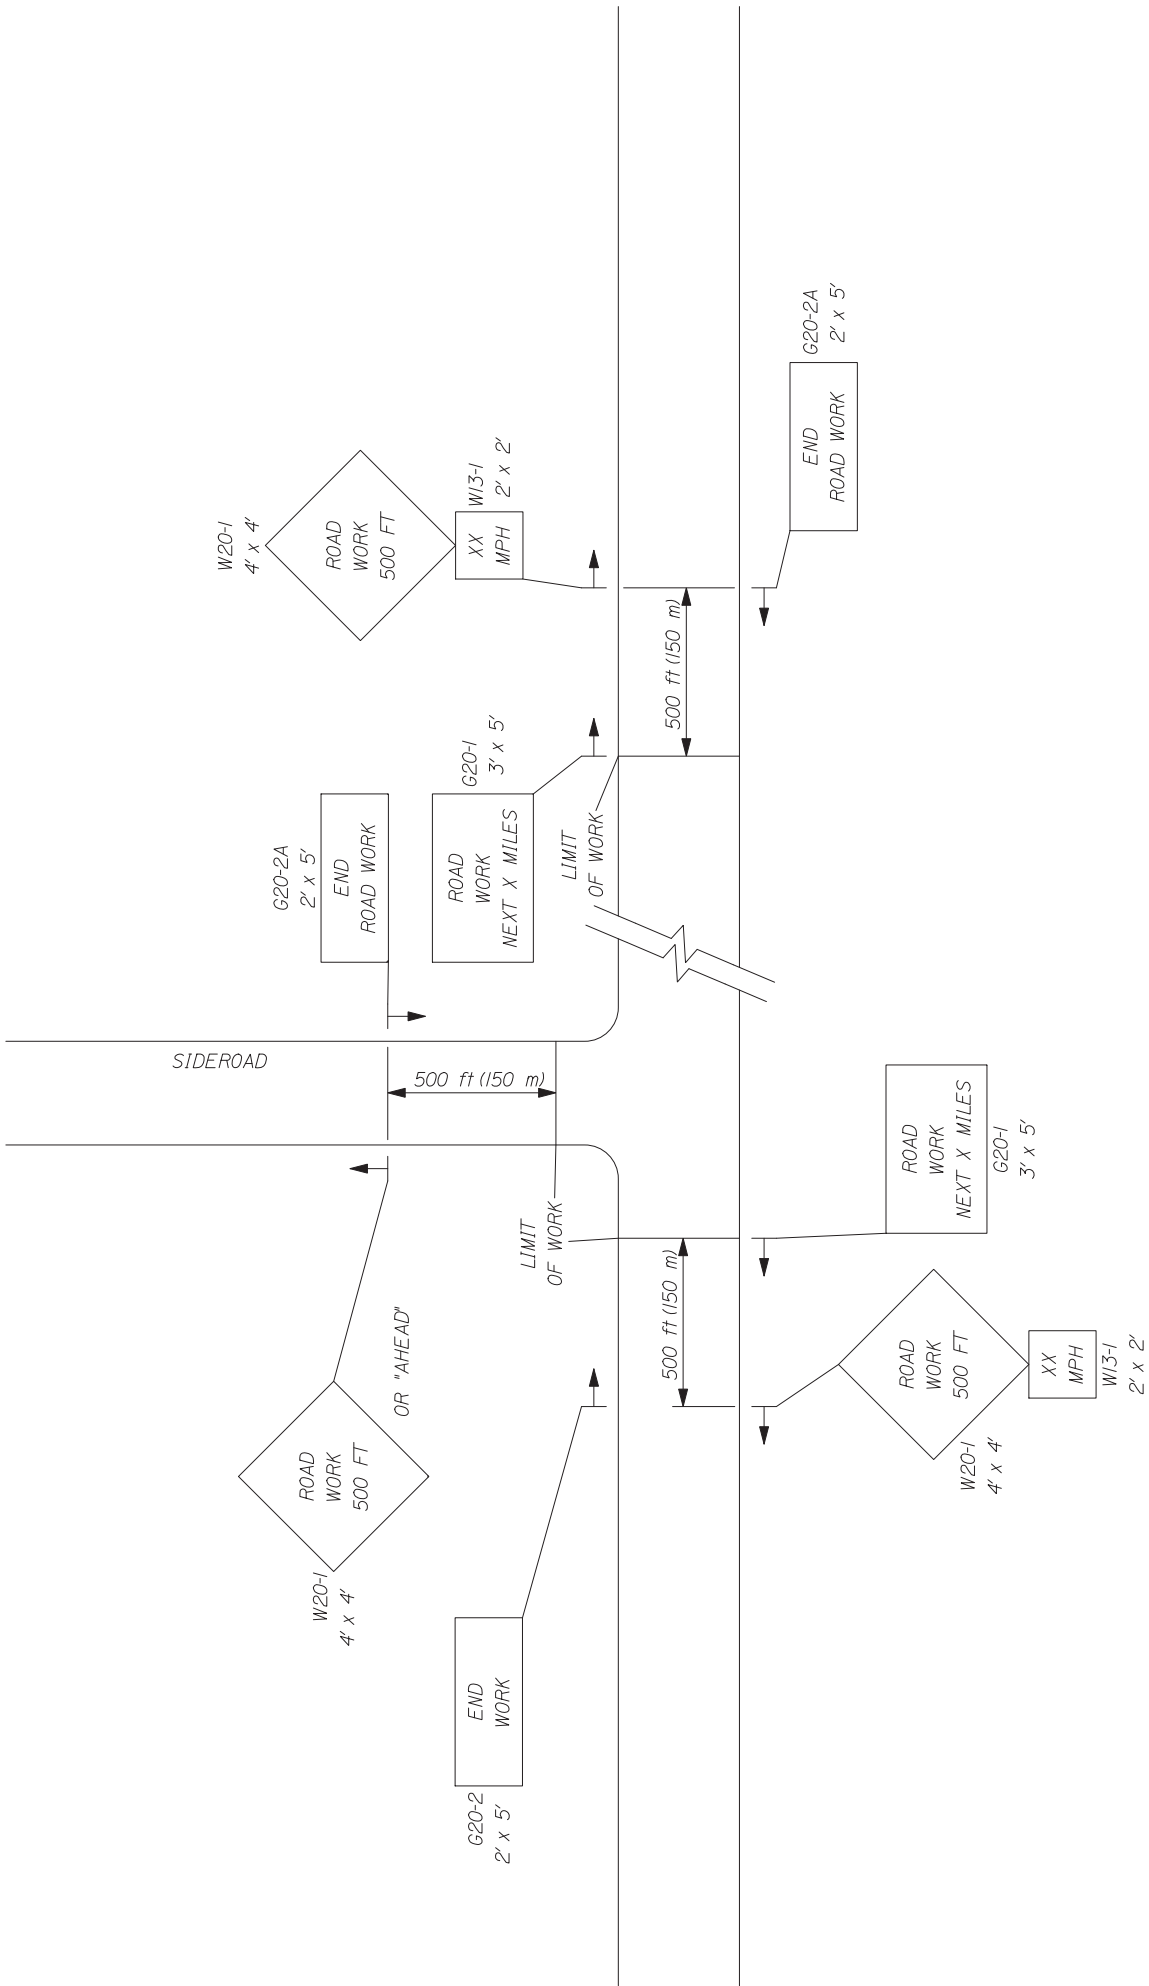 W20-1
4' x 4'
ROAD
WORK
500 FT
XX
MPH
W13-1
2' x 2'
G20-2A
2' x 5'
END
ROAD WORK
G20-2A
2' x 5'
END
ROAD WORK
ROAD
WORK
NEXT X MILES
G20-1
3' x 5'
LIMIT
OF WORK
500 ft (150 m)
SIDEROAD
500 ft (150 m)
LIMIT
OF WORK
500 ft (150 m)
ROAD
WORK
NEXT X MILES
G20-1
3' x 5'
OR "AHEAD"
ROAD
WORK
500 FT
W20-1
4' x 4'
ROAD
WORK
500 FT
W20-1
4' x 4'
XX
MPH
W13-1
2' x 2'
END
WORK
G20-2
2' x 5'